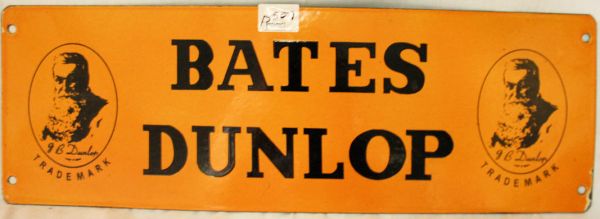 BATES
DUNLOP
J B Dunlop
TRADEMARK
J B Dunlop
TRADEMARK